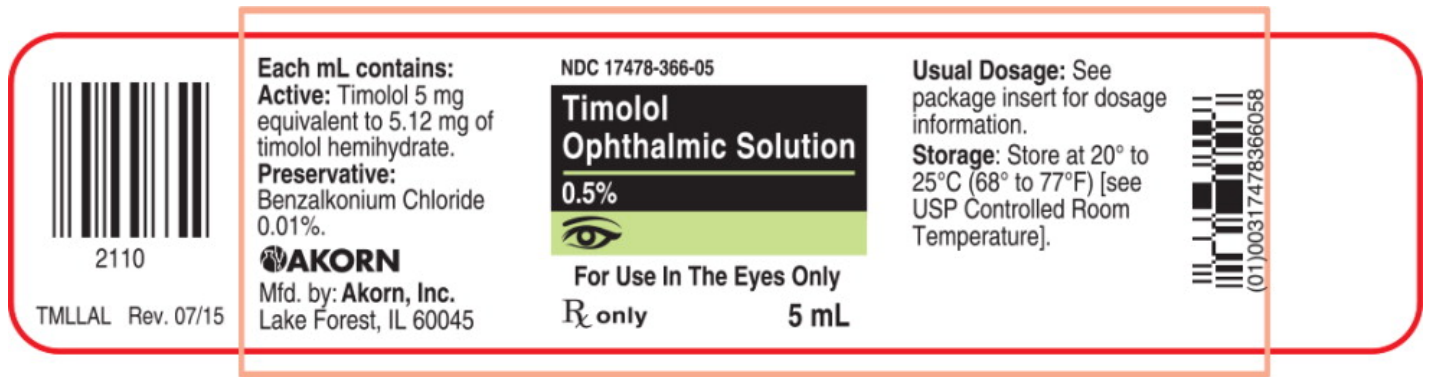 2110
TMLLAL Rev. 07/15
Each mL contains:
Active: Timolol 5 mg
equivalent to 5.12 mg of
timolol hemihydrate.
Preservative:
Benzalkonium Chloride
0.01%.
AKORN
Mfd. by: Akorn, Inc.
Lake Forest, IL 60045
NDC 17478-366-05
Timolol
Ophthalmic Solution
0.5%
For Use In The Eyes Only
Rx only
5 mL
Usual Dosage: See
package insert for dosage
information.
Storage: Store at 20° to
25°C (68° to 77°F) [see
USP Controlled Room
Temperature].
(01)00317478366058